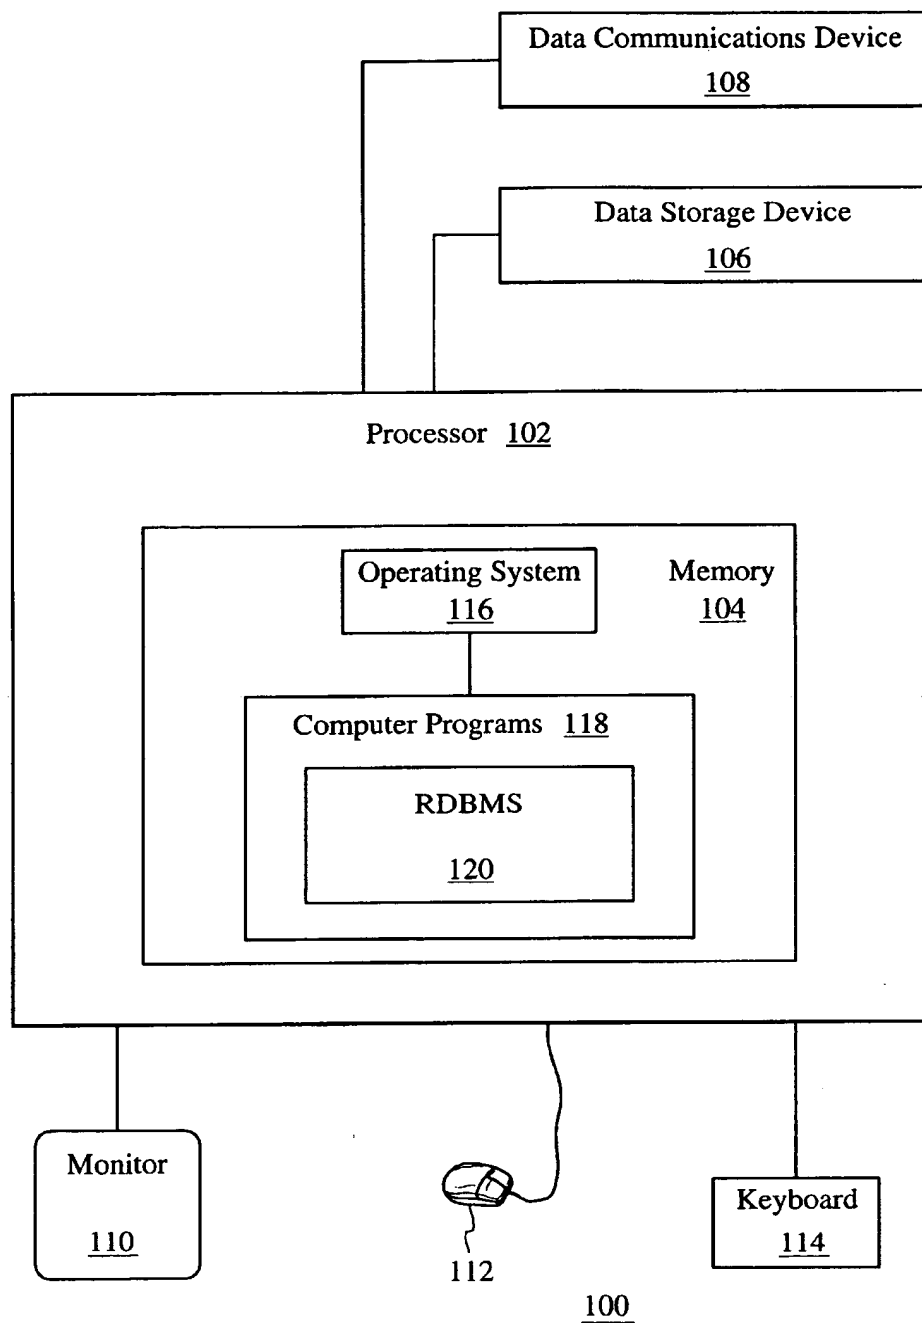 Data Communications Device
108
Data Storage Device
106
Processor 102
Operating System
116
Memory
104
Computer Programs 118
RDBMS
120
Monitor
110
112
Keyboard
114
100